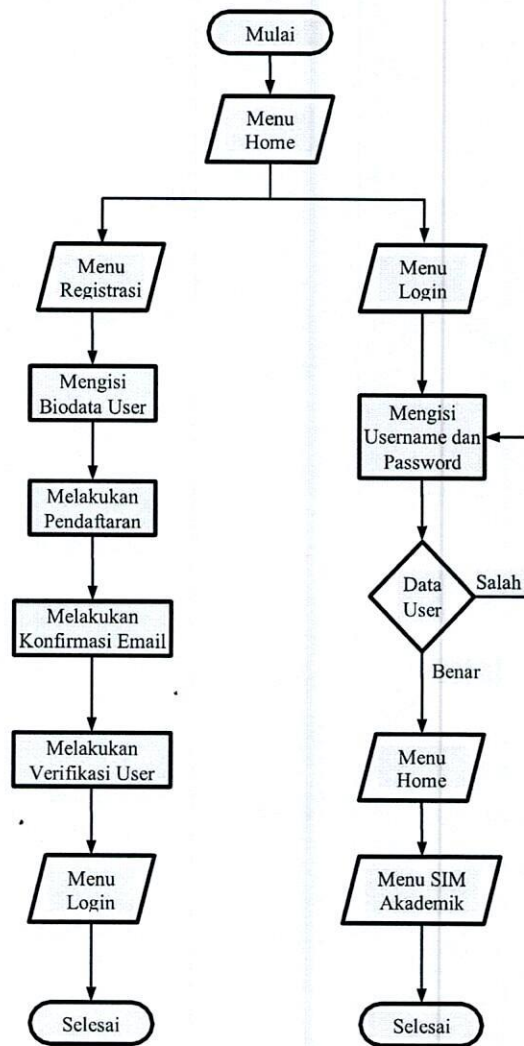 Mulai
Menu
Home
Menu
Registrasi
Mengisi
Biodata User
Melakukan
Pendaftaran
Melakukan
Konfirmasi Email
Melakukan
Verifikasi User
Menu
Login
Selesai
Menu
Login
Mengisi
Username dan
Password
Data
User
Salah
Benar
Menu
Home
Menu SIM
Akademik
Selesai